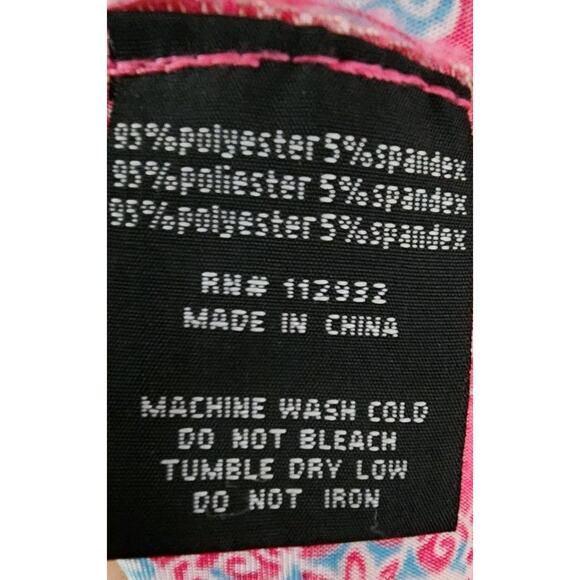 95%polyester5%spandex
95%poliester 5%spandex
95%polyester5%spandex
RN# 112932
MADE IN CHINA
MACHINE WASH COLD
DO NOT BLEACH
TUMBLE DRY LOW
DO NOT IRON